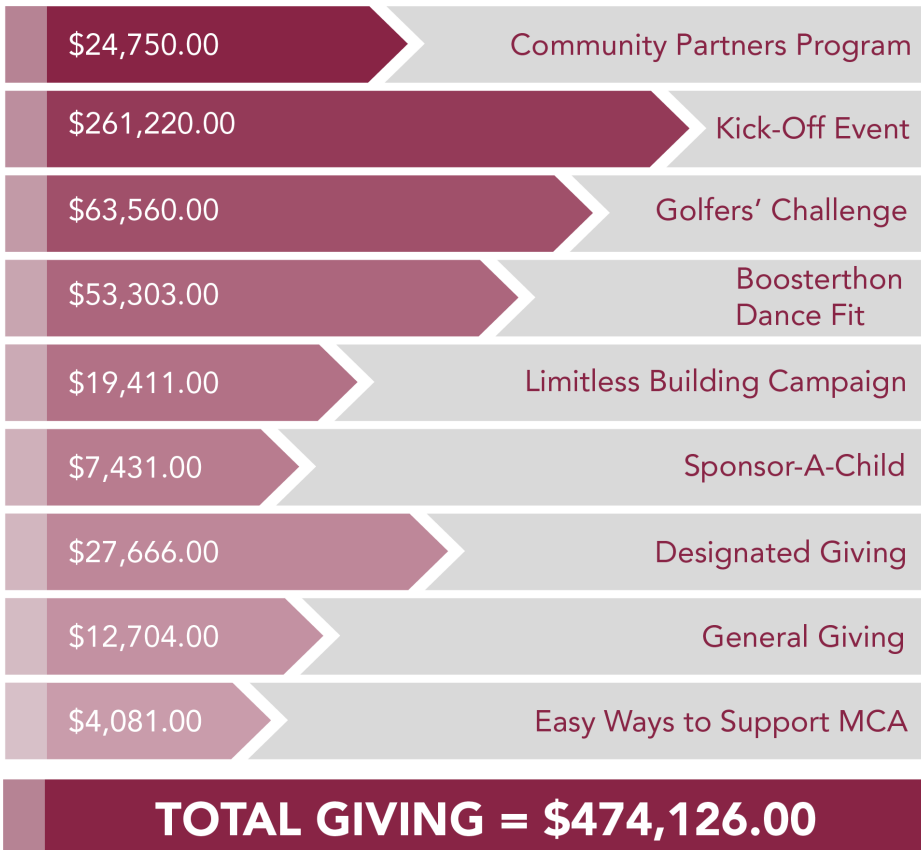 $24,750.00 Community Partners Program
$261,220.00 Kick-Off Event
$63,560.00 Golfers’ Challenge
$53,303.00 Boosterthon
Dance Fit
$19,411.00 Limitless Building Campaign
$7,431.00 Sponsor-A-Child
$27,666.00 Designated Giving
$12,704.00 General Giving
$4,081.00 Easy Ways to Support MCA
TOTAL GIVING = $474,126.00